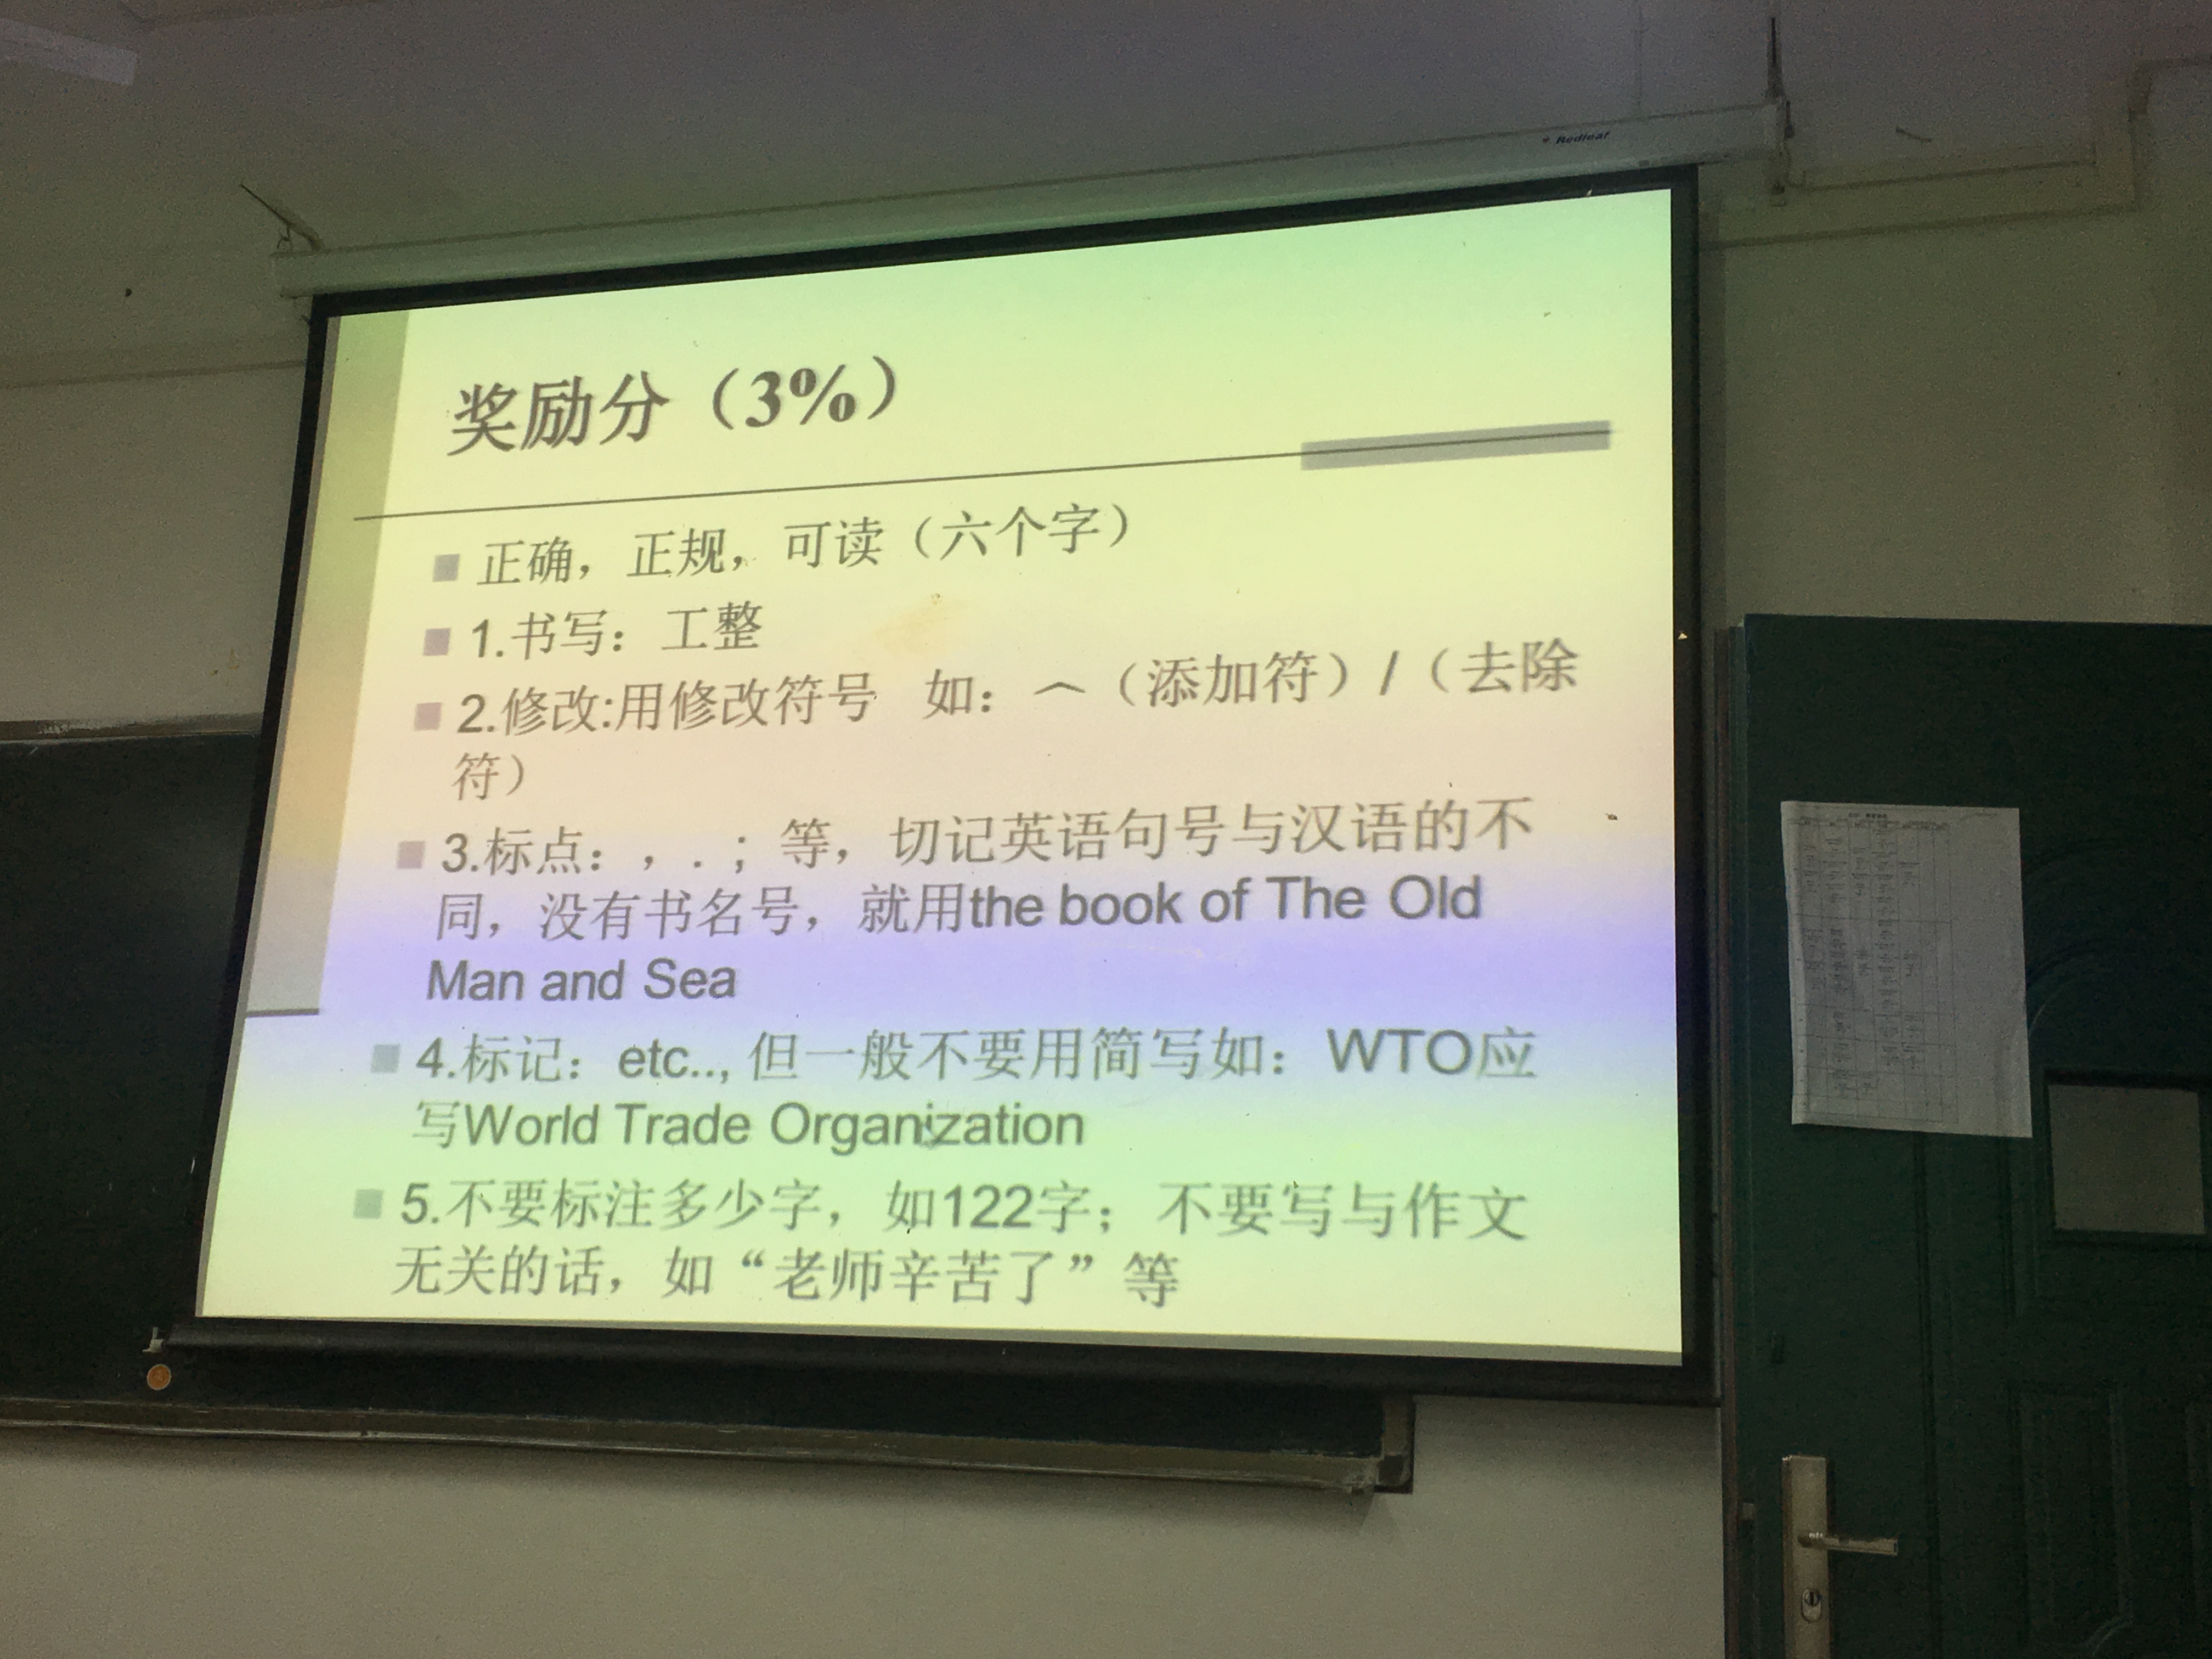 Redleaf
奖励分（3%）
正确，正规，可读（六个字）
1.书写：工整
2.修改:用修改符号 如：︿（添加符）/（去除
符）
3.标点：，. ；等，切记英语句号与汉语的不
同，没有书名号，就用the book of The Old
Man and Sea
4.标记：etc.., 但一般不要用简写如：WTO应
写World Trade Organization
5.不要标注多少字，如122字；不要写与作文
无关的话，如“老师辛苦了”等